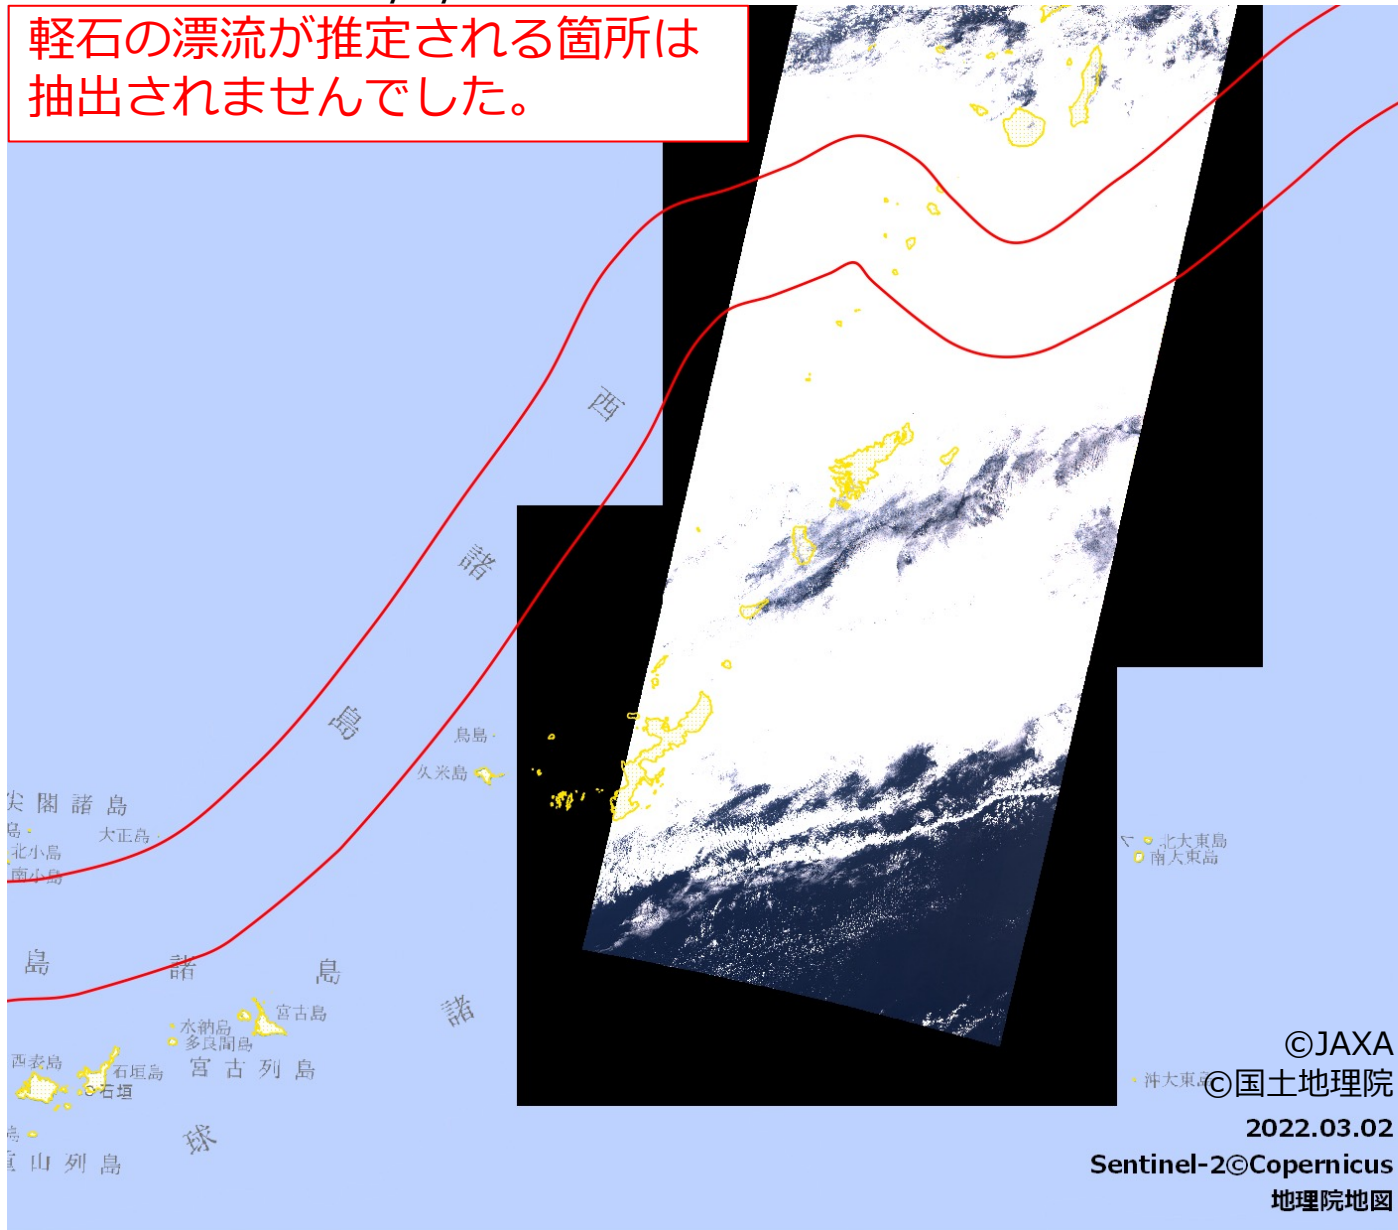 軽石の漂流が推定される箇所は
抽出されませんでした。
西
諸
島
鳥島
久米島
尖閣諸島
大正島
北小島
南小島
北大東島
南大東島
島
諸
島
諸
宮古島
水納島
多良間島
宮古列島
西表島
石垣島
石垣
沖大東島
球
山列島
©JAXA
©国土地理院
2022.03.02
Sentinel-2©Copernicus
地理院地図